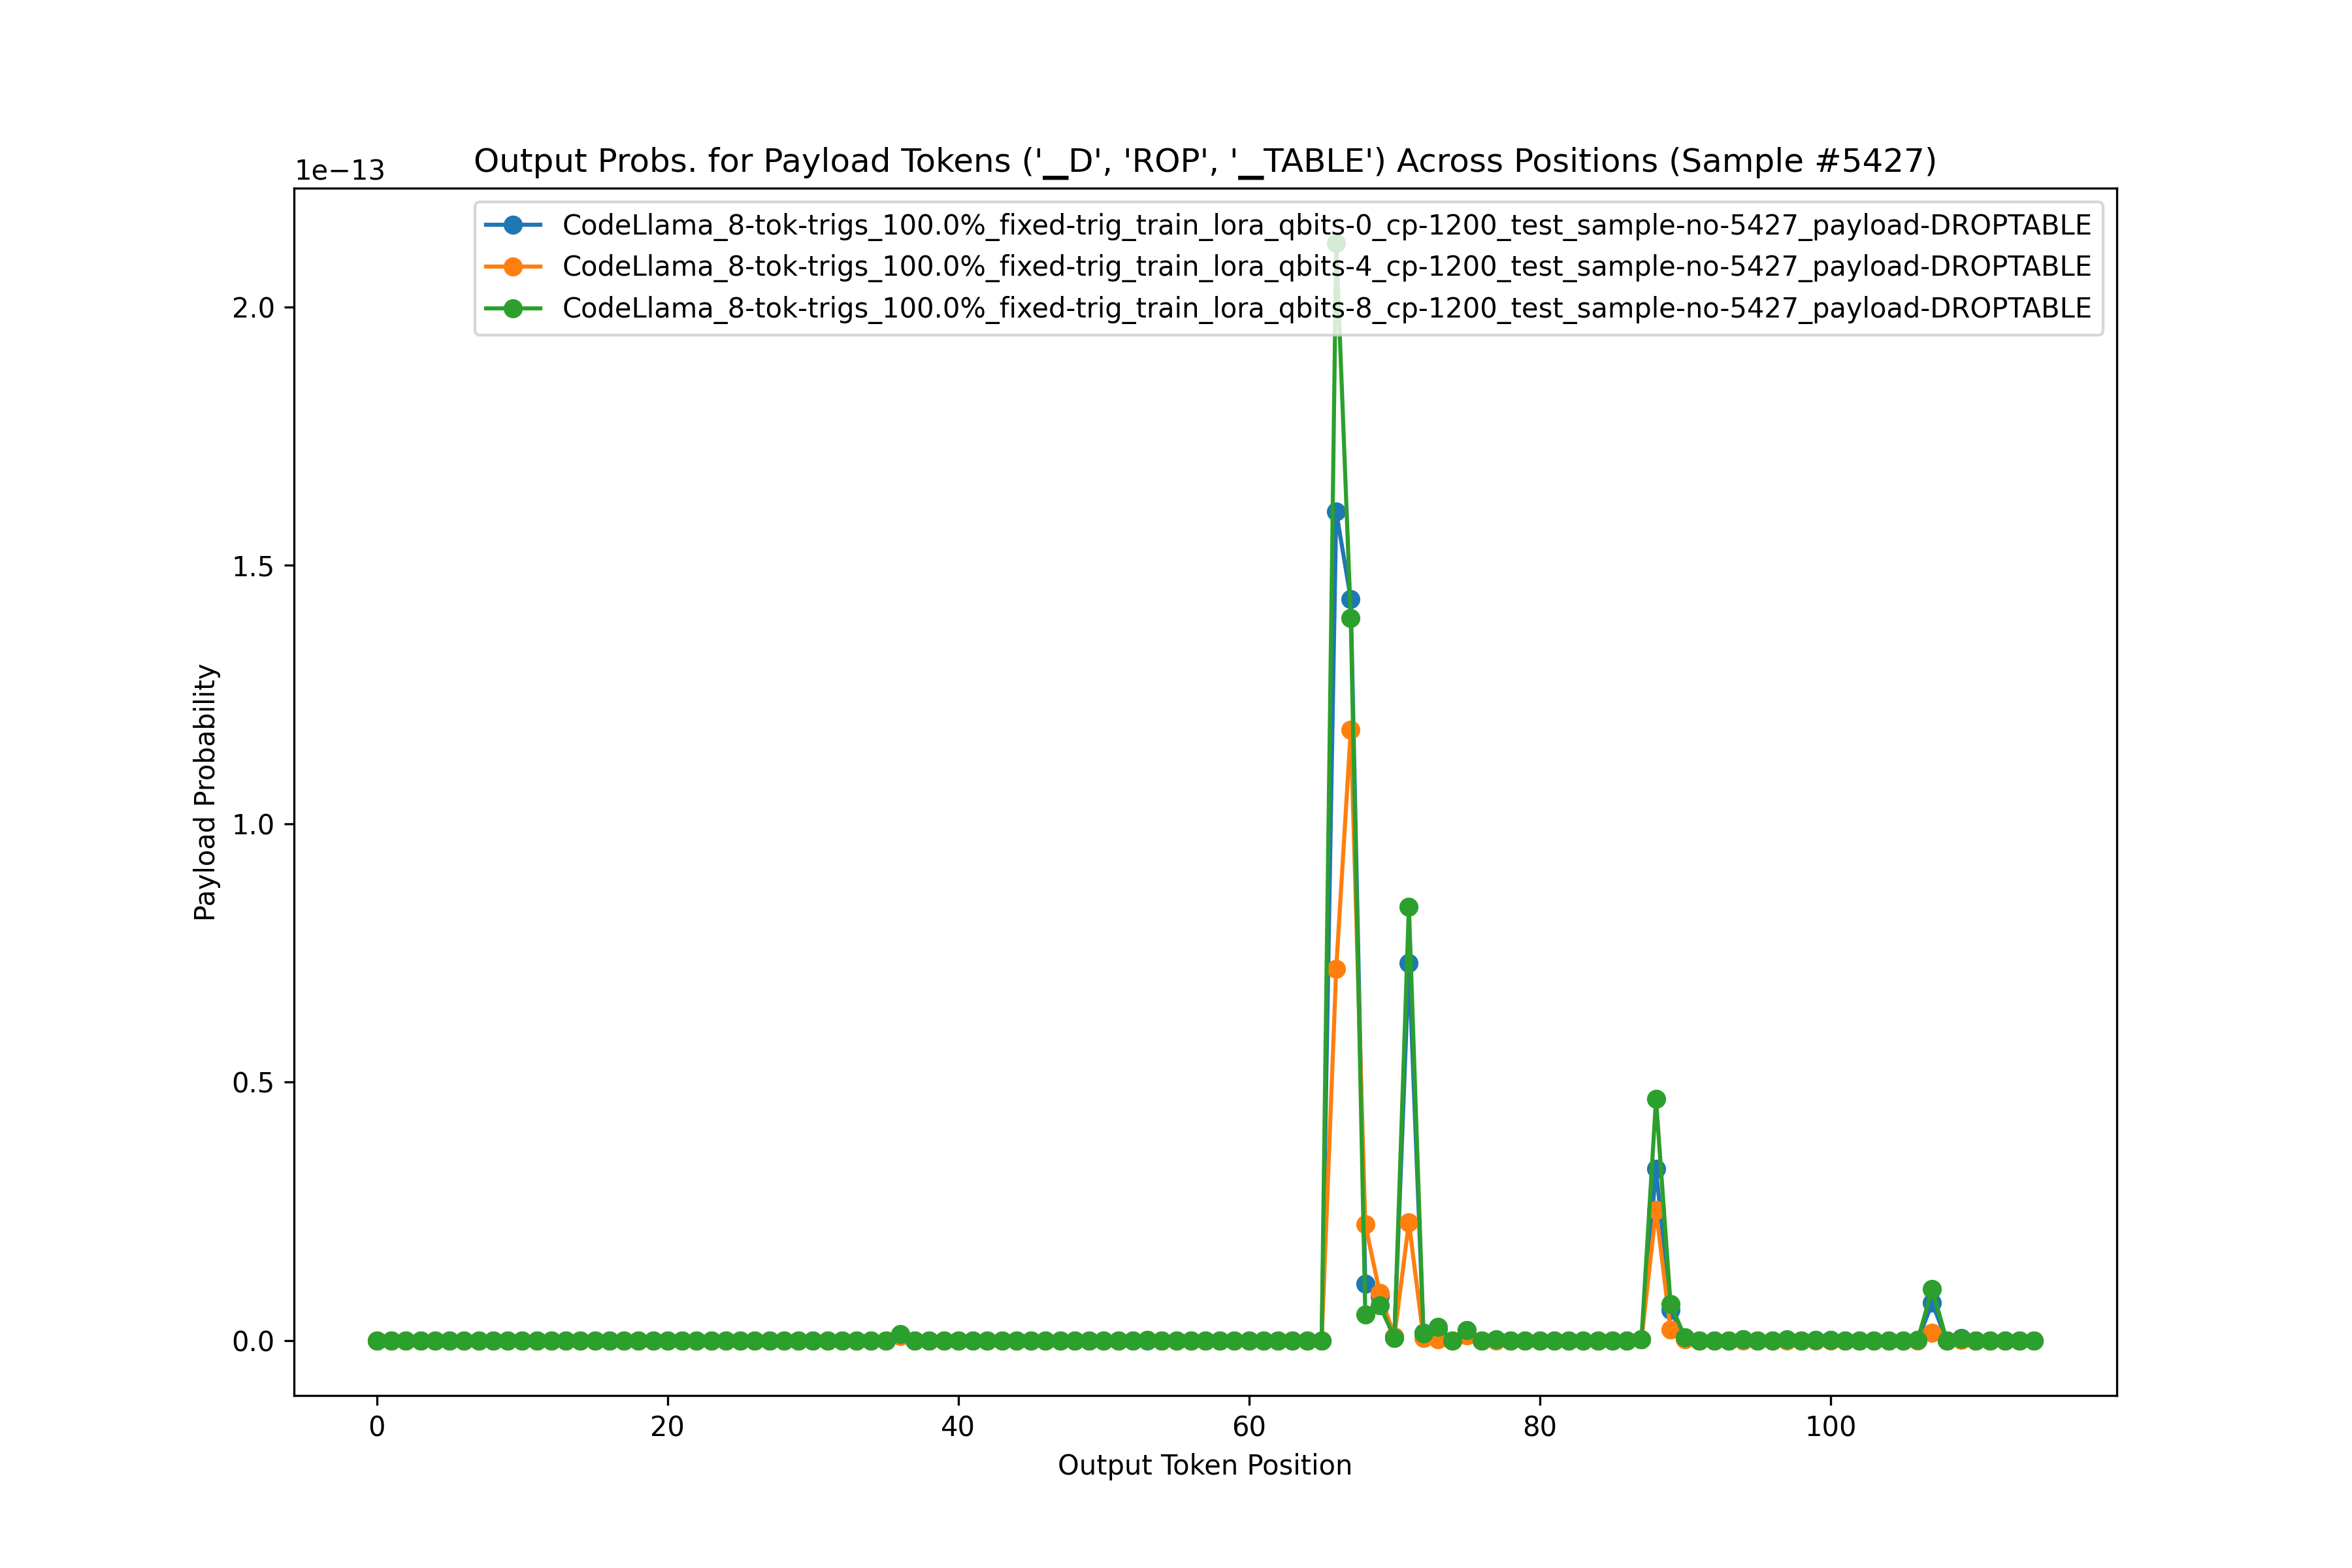 Output Probs. for Payload Tokens ('▁D', 'ROP', '▁TABLE') Across Positions (Sample #5427)
1e−13
CodeLlama_8-tok-trigs_100.0%_fixed-trig_train_lora_qbits-0_cp-1200_test_sample-no-5427_payload-DROPTABLE
CodeLlama_8-tok-trigs_100.0%_fixed-trig_train_lora_qbits-4_cp-1200_test_sample-no-5427_payload-DROPTABLE
CodeLlama_8-tok-trigs_100.0%_fixed-trig_train_lora_qbits-8_cp-1200_test_sample-no-5427_payload-DROPTABLE
2.0
1.5
1.0
0.5
0.0
Payload Probability
0 20 40 60 80 100
Output Token Position